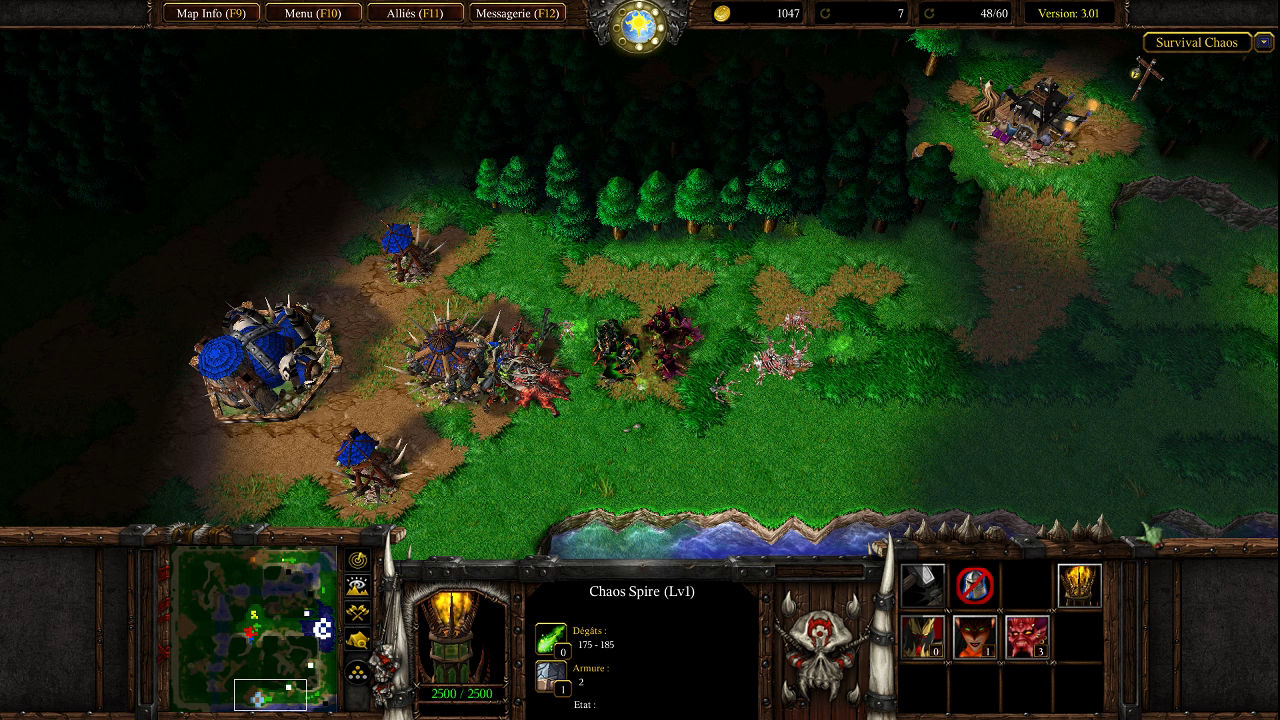 Map Info (F9)
Menu (F10)
Alliés (F11)
Messagerie (F12)
1047
7
48/60
Version: 3.01
Survival Chaos
Chaos Spire (Lv1)
Dégâts :
175 - 185
0
Armure :
2
1
Etat :
2500 / 2500
0
1
3